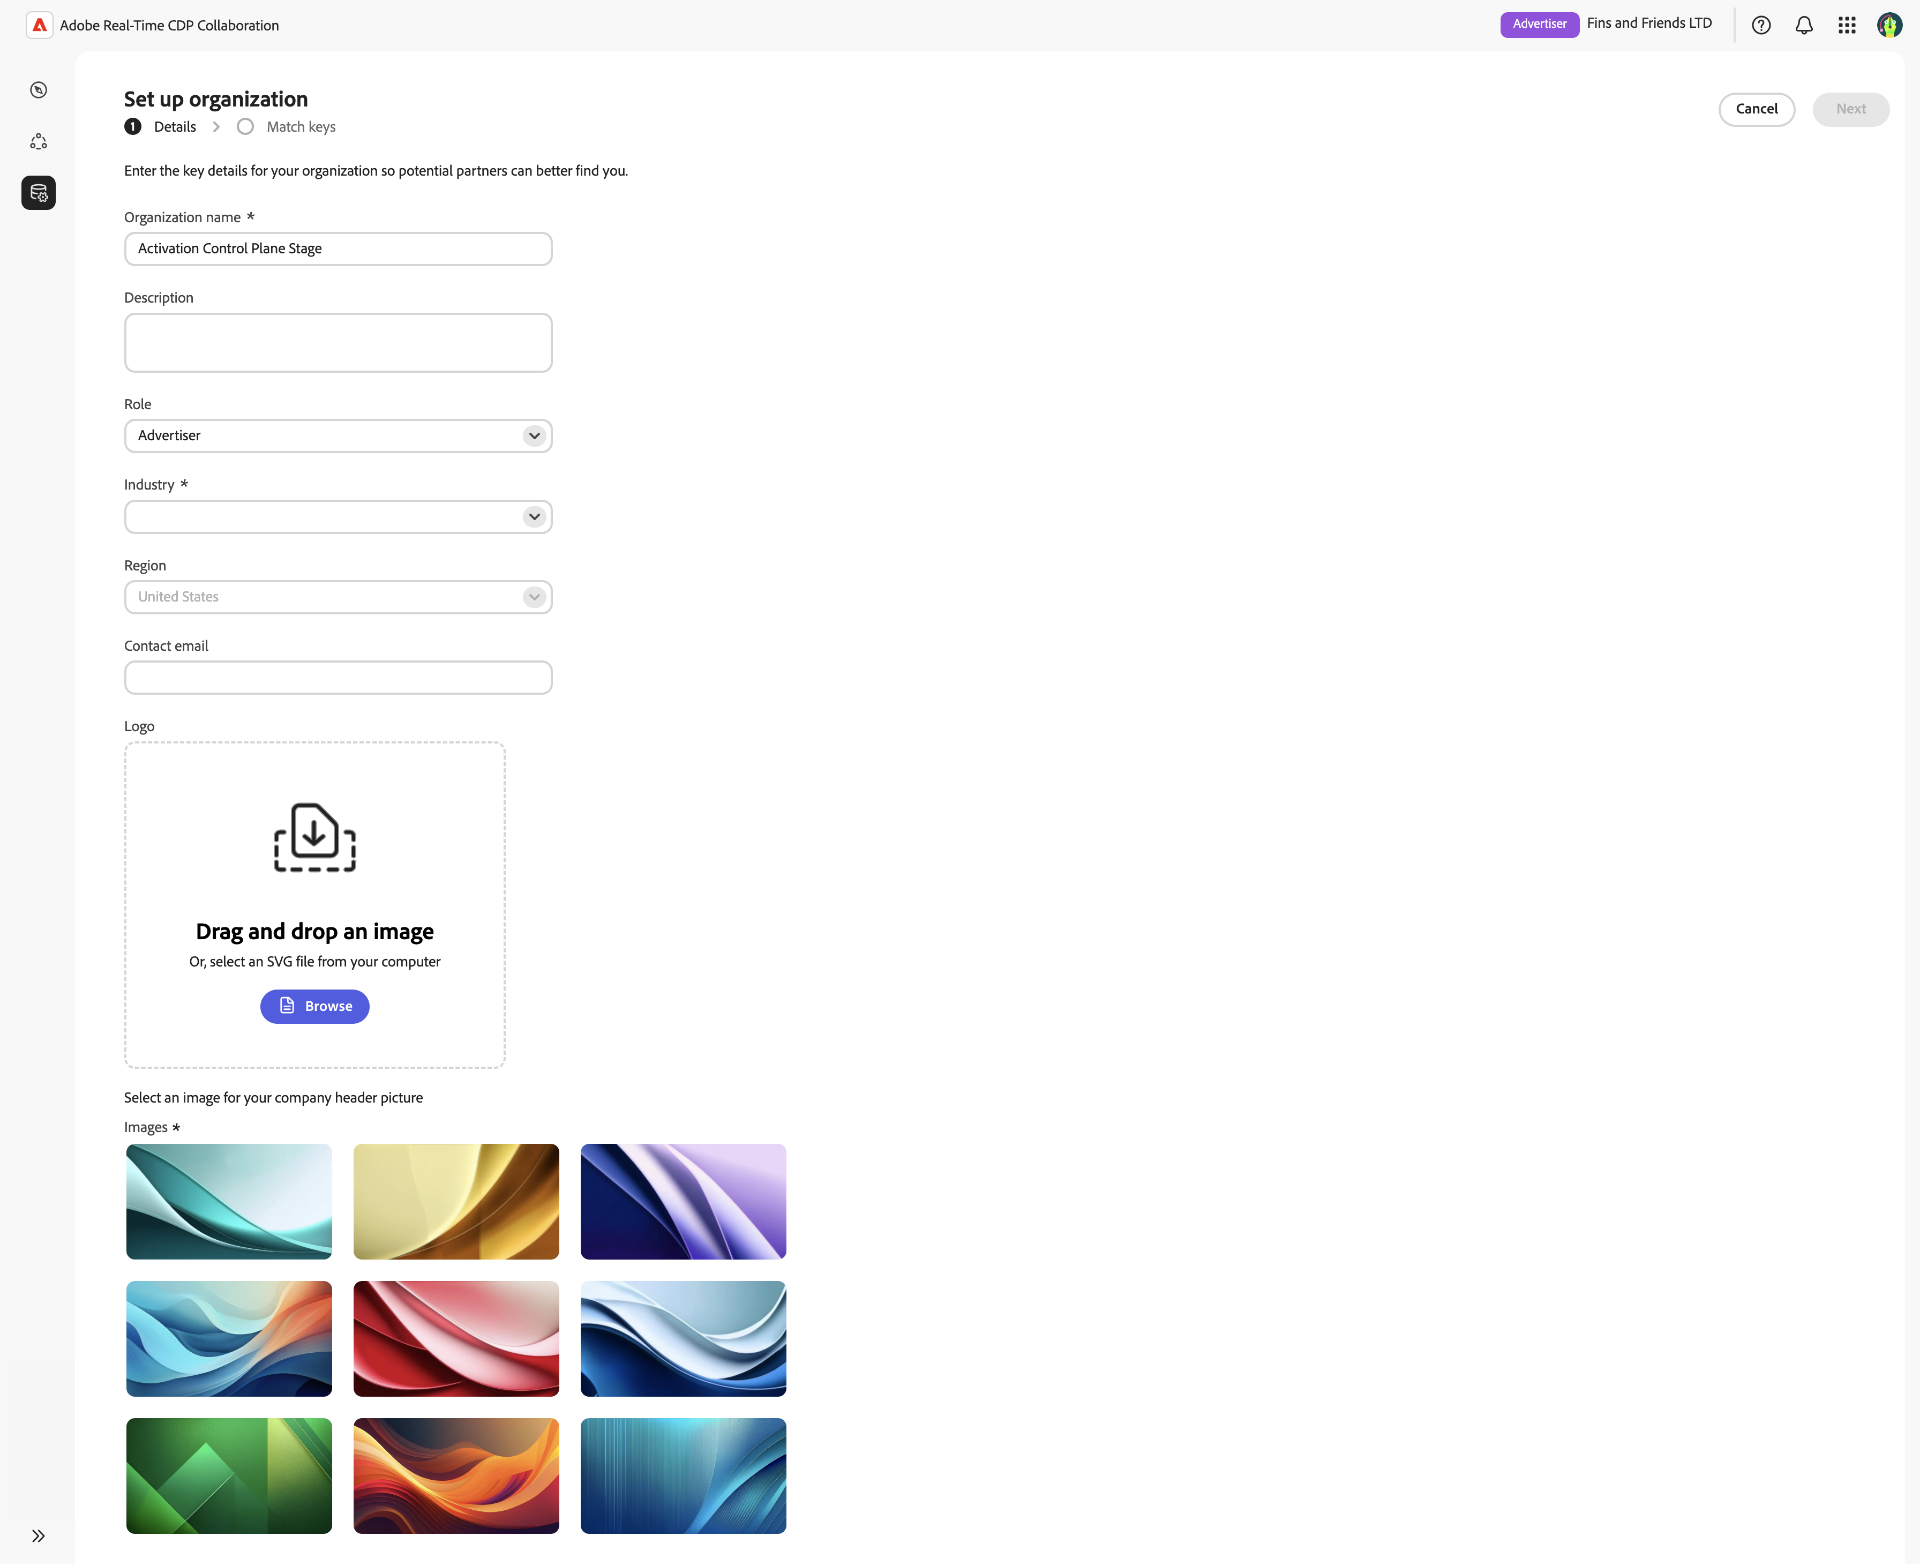 Adobe Real-Time CDP Collaboration
Advertiser
Fins and Friends LTD
Set up organization
1 Details
Match keys
Cancel
Next
Enter the key details for your organization so potential partners can better find you.
Organization name *
Activation Control Plane Stage
Description
Role
Advertiser
Industry *
Region
United States
Contact email
Logo
Drag and drop an image
Or, select an SVG file from your computer
Browse
Select an image for your company header picture
Images *